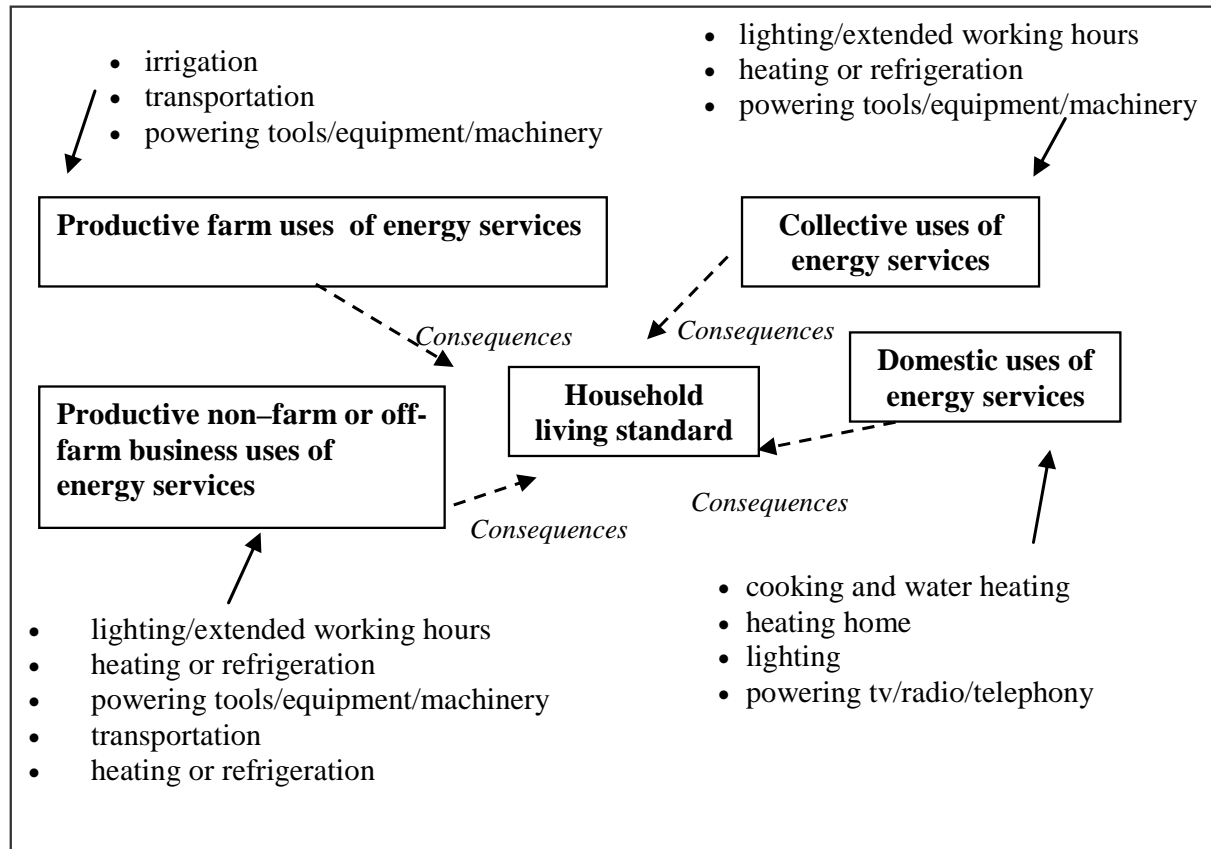 • irrigation
• transportation
• powering tools/equipment/machinery
• lighting/extended working hours
• heating or refrigeration
• powering tools/equipment/machinery
Productive farm uses  of energy services
Collective uses of
energy services
Consequences
Consequences
Domestic uses of
energy services
Household
living standard
Productive non–farm or off-
farm business uses of
energy services
Consequences
Consequences
• lighting/extended working hours
• heating or refrigeration
• powering tools/equipment/machinery
• transportation
• heating or refrigeration
• cooking and water heating
• heating home
• lighting
• powering tv/radio/telephony